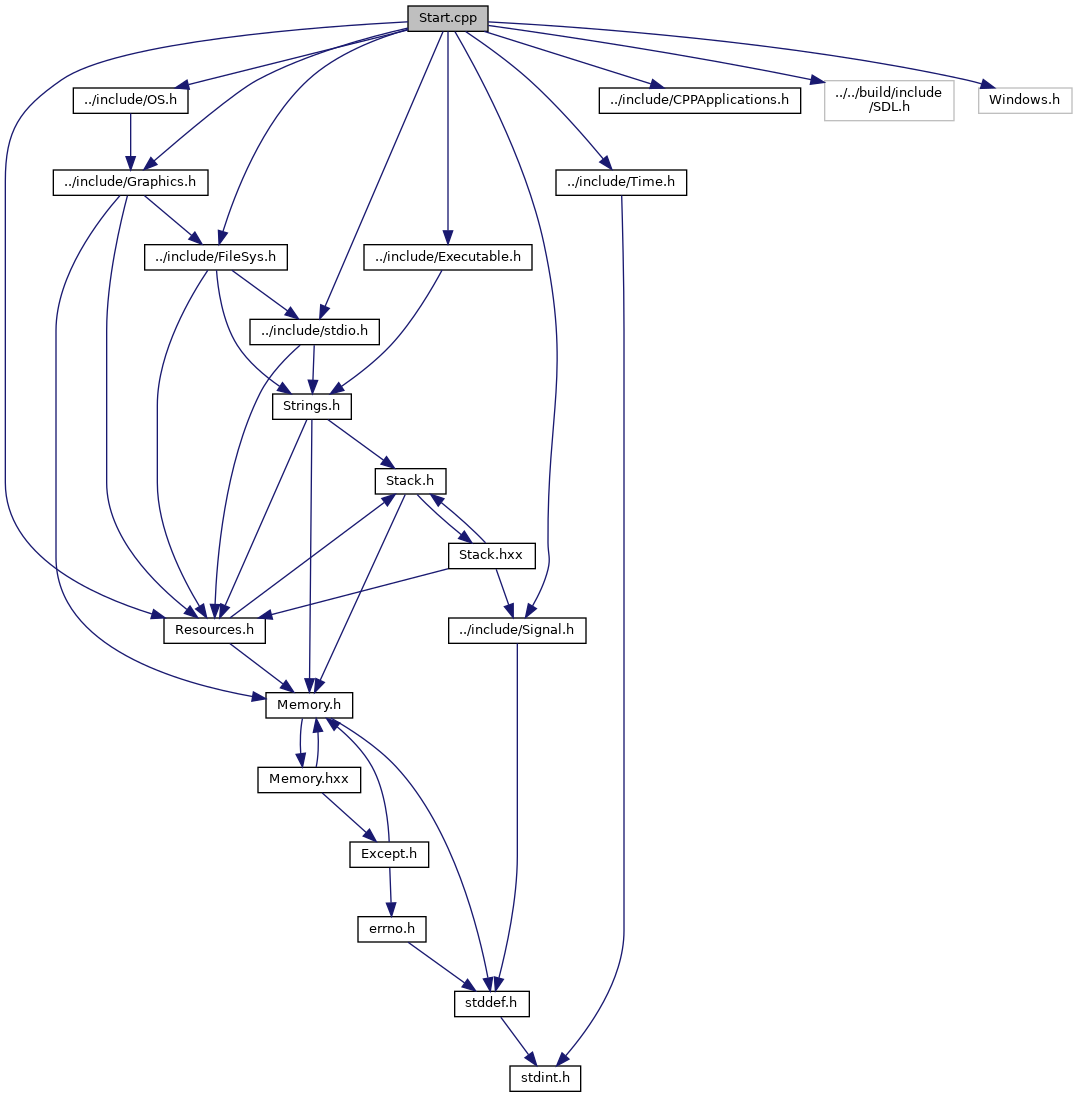 Start.cpp
../include/OS.h
../include/CPPApplications.h
../../build/include
/SDL.h
Windows.h
../include/Graphics.h
../include/Time.h
../include/FileSys.h
../include/Executable.h
../include/stdio.h
Strings.h
Stack.h
Stack.hxx
Resources.h
../include/Signal.h
Memory.h
Memory.hxx
Except.h
errno.h
stddef.h
stdint.h